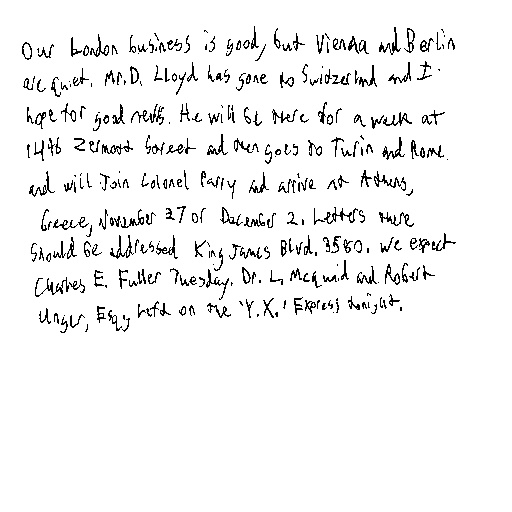 Our London business is good, but Vienna and Berlin
are quiet. Mr. D. Lloyd has gone to Switzerland and I
hope for good news. He will be there for a week at
1496 Zermott Street and then goes to Turin and Rome
and will join Colonel Parry and arrive at Athens,
Greece, November 27 or December 2. Letters there
should be addressed King James Blvd. 3580. We expect
Charles E. Fuller Tuesday. Dr. L. McQuaid and Robert
Unger, Esq., left on the 'Y.X.' Express tonight.